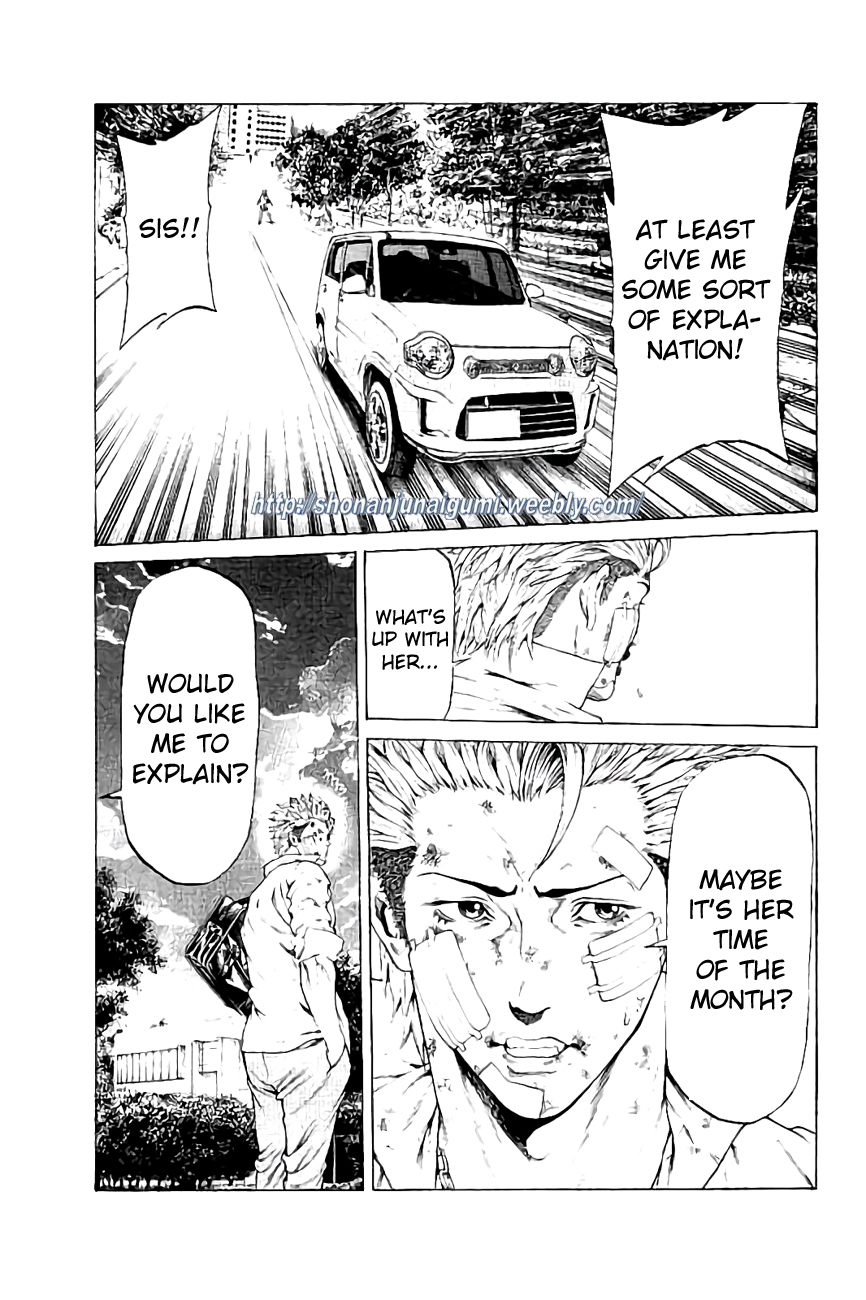 AT LEAST
GIVE ME
SOME SORT
OF EXPLA-
NATION!
SIS!!
http://shonanjunaigumi.weebly.com/
WHAT'S
UP WITH
HER...
MAYBE
IT'S HER
TIME
OF THE
MONTH?
WOULD
YOU LIKE
ME TO
EXPLAIN?